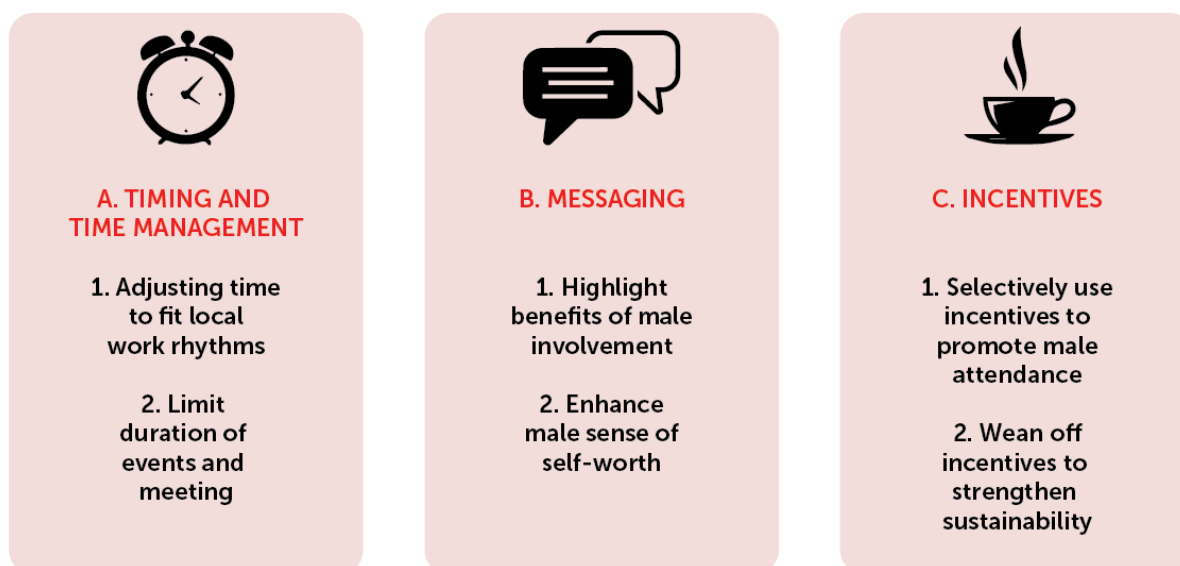 A. TIMING AND
TIME MANAGEMENT
1. Adjusting time
to fit local
work rhythms
2. Limit
duration of
events and
meeting
B. MESSAGING
1. Highlight
benefits of male
involvement
2. Enhance
male sense of
self-worth
C. INCENTIVES
1. Selectively use
incentives to
promote male
attendance
2. Wean off
incentives to
strengthen
sustainability